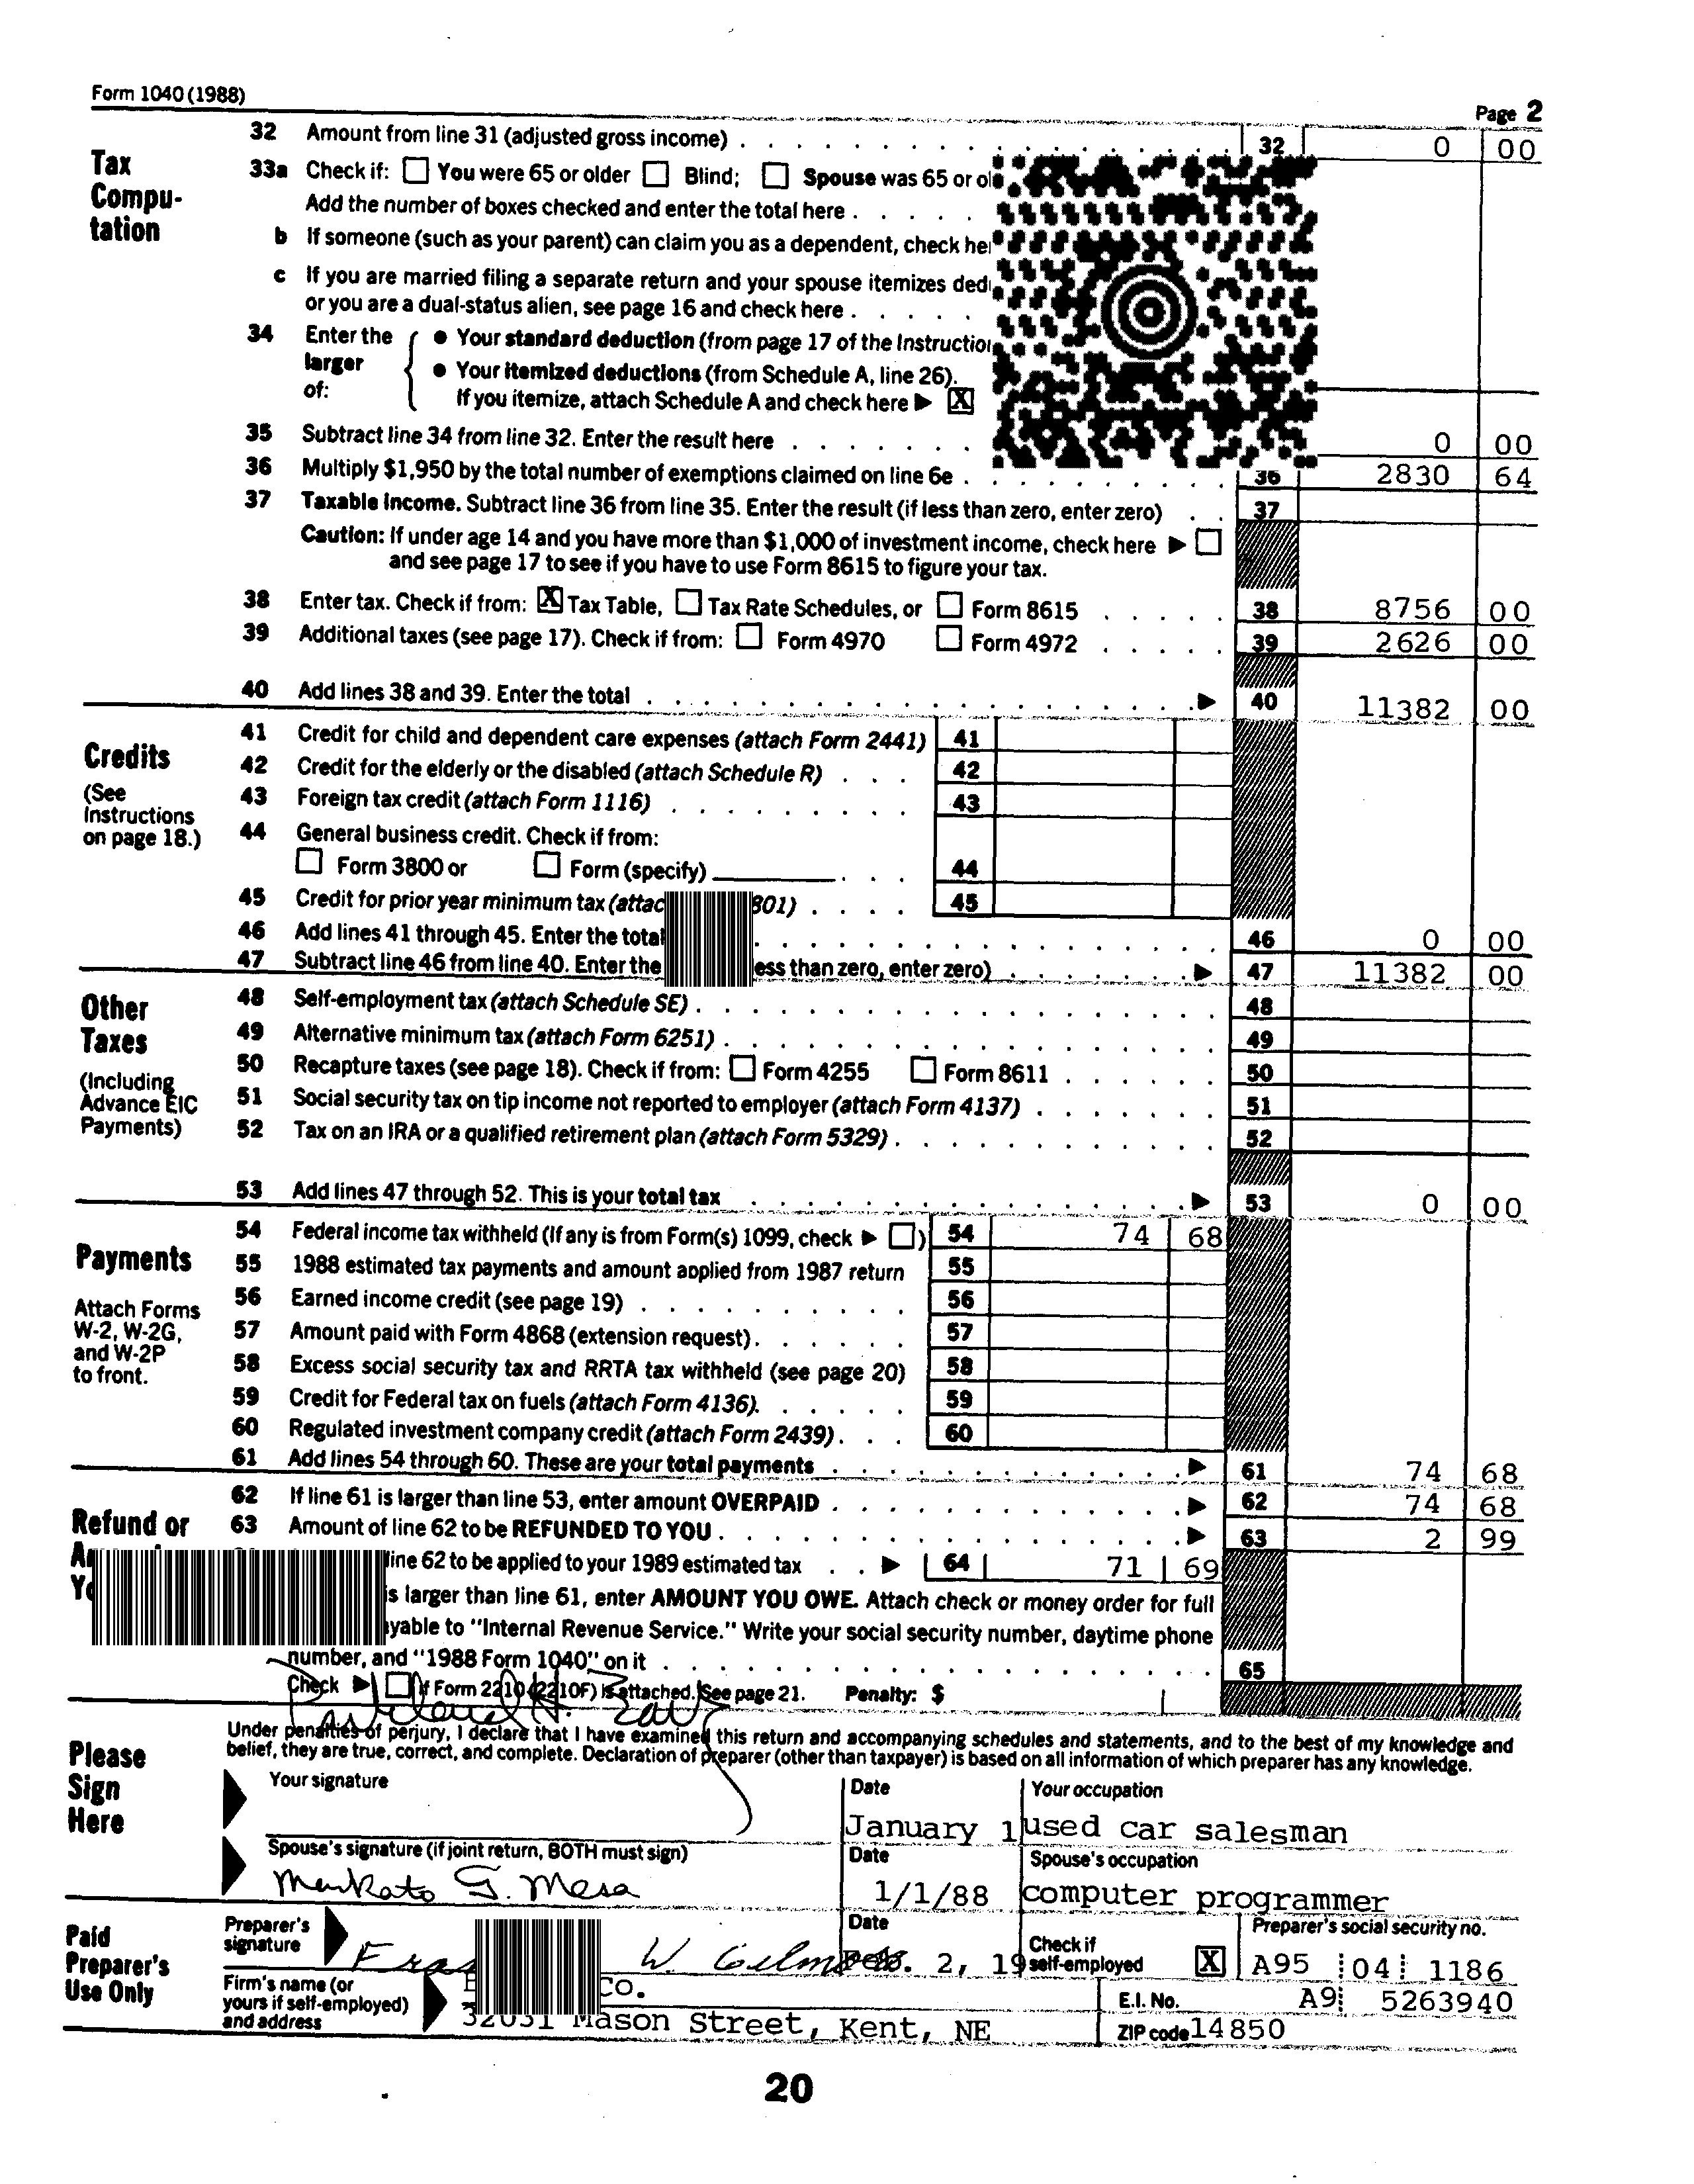 Form 1040 (1988)
Page 2
Tax Compu-tation
32 Amount from line 31 (adjusted gross income) . . . 32 0 00
33a Check if: You were 65 or older Blind; Spouse was 65 or
Add the number of boxes checked and enter the total here . . . . .
b If someone (such as your parent) can claim you as a dependent, check
c If you are married filing a separate return and your spouse itemizes
or you are a dual-status alien, see page 16 and check here . . . . .
34 Enter the larger of: • Your standard deduction (from page 17 of the
• Your itemized deductions (from Schedule A, line 26).
If you itemize, attach Schedule A and check here ▶ X
35 Subtract line 34 from line 32. Enter the result here . . . . . . . 0 00
36 Multiply $1,950 by the total number of exemptions claimed on line 6e . . . 36 2830 64
37 Taxable income. Subtract line 36 from line 35. Enter the result (if less than zero, enter zero) . . 37
Caution: If under age 14 and you have more than $1,000 of investment income, check here ▶
and see page 17 to see if you have to use Form 8615 to figure your tax.
38 Enter tax. Check if from: X Tax Table, Tax Rate Schedules, or Form 8615 . . . . . 38 8756 00
39 Additional taxes (see page 17). Check if from: Form 4970 Form 4972 . . . . . 39 2626 00
40 Add lines 38 and 39. Enter the total . . . ▶ 40 11382 00
Credits
(See Instructions on page 18.)
41 Credit for child and dependent care expenses (attach Form 2441) 41
42 Credit for the elderly or the disabled (attach Schedule R) . . . 42
43 Foreign tax credit (attach Form 1116) . . . . . . . . . 43
44 General business credit. Check if from:
Form 3800 or Form (specify) . . . 44
45 Credit for prior year minimum tax 801) . . . . 45
46 Add lines 41 through 45. Enter the total . . . 46 0 00
47 Subtract line 46 from line 40. Enter the less than zero, enter zero) . . . ▶ 47 11382 00
Other Taxes
(Including Advance EIC Payments)
48 Self-employment tax (attach Schedule SE) . . . 48
49 Alternative minimum tax (attach Form 6251) . . . 49
50 Recapture taxes (see page 18). Check if from: Form 4255 Form 8611 . . . . . . 50
51 Social security tax on tip income not reported to employer (attach Form 4137) . . . . . . . 51
52 Tax on an IRA or a qualified retirement plan (attach Form 5329) . . . 52
53 Add lines 47 through 52. This is your total tax . . . ▶ 53 0 00
Payments
Attach Forms W-2, W-2G, and W-2P to front.
54 Federal income tax withheld (If any is from Form(s) 1099, check ▶ ) 54 74 68
55 1988 estimated tax payments and amount applied from 1987 return 55
56 Earned income credit (see page 19) . . . 56
57 Amount paid with Form 4868 (extension request) . . . . . . 57
58 Excess social security tax and RRTA tax withheld (see page 20) 58
59 Credit for Federal tax on fuels (attach Form 4136) . . . . . . 59
60 Regulated investment company credit (attach Form 2439) . . . 60
61 Add lines 54 through 60. These are your total payments . . . ▶ 61 74 68
Refund or
62 If line 61 is larger than line 53, enter amount OVERPAID . . . ▶ 62 74 68
63 Amount of line 62 to be REFUNDED TO YOU . . . ▶ 63 2 99
line 62 to be applied to your 1989 estimated tax . . ▶ 64 71 69
is larger than line 61, enter AMOUNT YOU OWE. Attach check or money order for full
payable to "Internal Revenue Service." Write your social security number, daytime phone
number, and "1988 Form 1040" on it . . . 65
Check ▶ if Form 2210 (2210F) is attached. See page 21. Penalty: $
Please Sign Here
Under penalties of perjury, I declare that I have examined this return and accompanying schedules and statements, and to the best of my knowledge and
belief, they are true, correct, and complete. Declaration of preparer (other than taxpayer) is based on all information of which preparer has any knowledge.
Your signature Date Your occupation
January 1 used car salesman
Spouse's signature (if joint return, BOTH must sign) Date Spouse's occupation
Menkato G. Mesa 1/1/88 computer programmer
Paid Preparer's Use Only
Preparer's signature W. Date Check if self-employed X Preparer's social security no.
2, 19 A95 04 1186
Firm's name (or yours if self-employed) and address Co. E.I. No. A9 5263940
32031 Mason Street, Kent, NE ZIP code 14850
20